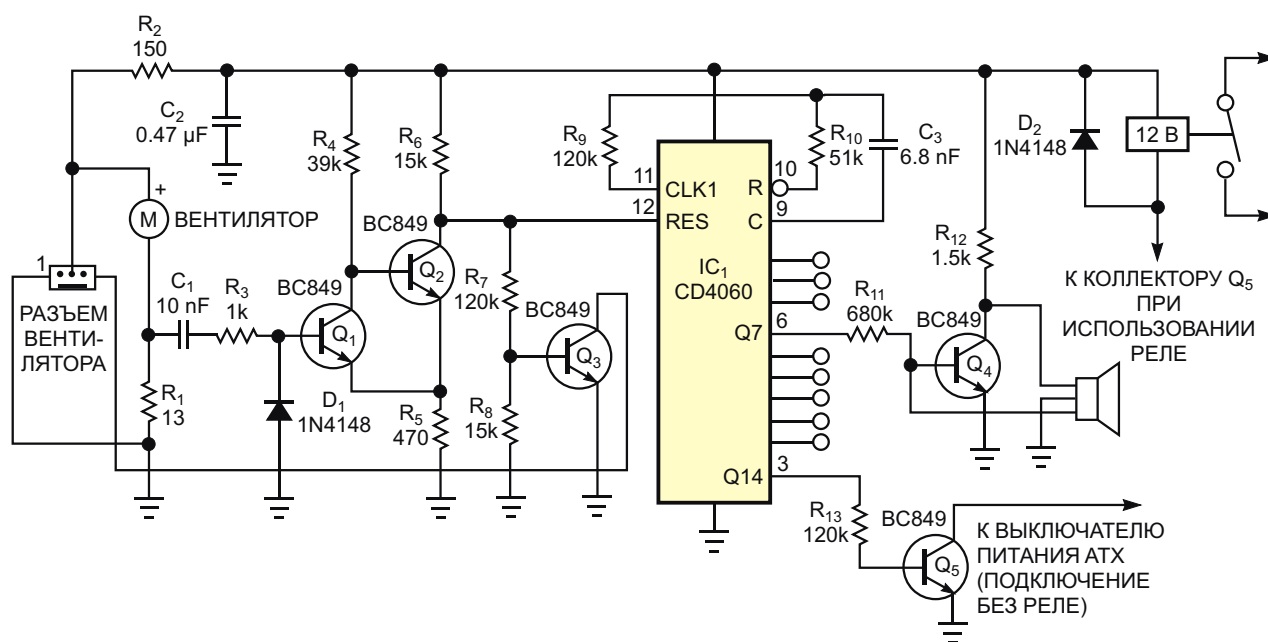 R2
150
C2
0.47 µF
R4
39k
R6
15k
R9
120k
R10
51k
C3
6.8 nF
D2
1N4148
12 В
+
M
ВЕНТИЛЯТОР
11
CLK1
10
R
12
RES
9
C
IC1
CD4060
1
РАЗЪЕМ
ВЕНТИ-
ЛЯТОРА
C1
10 nF
R3
1k
BC849
Q1
BC849
Q2
R7
120k
BC849
Q3
Q7
6
R11
680k
R12
1.5k
BC849
Q4
К КОЛЛЕКТОРУ Q5
ПРИ
ИСПОЛЬЗОВАНИИ
РЕЛЕ
R1
13
D1
1N4148
R5
470
R8
15k
Q14
3
R13
120k
BC849
Q5
К ВЫКЛЮЧАТЕЛЮ
ПИТАНИЯ ATX
(ПОДКЛЮЧЕНИЕ
БЕЗ РЕЛЕ)